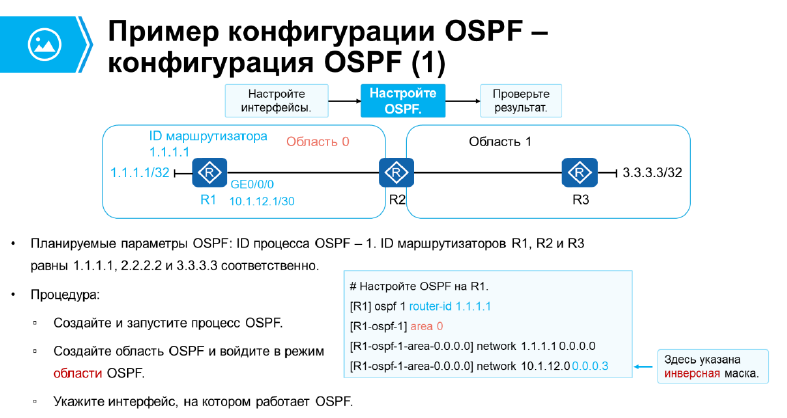 Пример конфигурации OSPF –
конфигурация OSPF (1)
Настройте
интерфейсы.
Настройте
OSPF.
Проверьте
результат.
ID маршрутизатора
1.1.1.1
Область 0
Область 1
1.1.1.1/32
R
R
R
3.3.3.3/32
GE0/0/0
R1
10.1.12.1/30
R2
R3
• Планируемые параметры OSPF: ID процесса OSPF – 1. ID маршрутизаторов R1, R2 и R3
равны 1.1.1.1, 2.2.2.2 и 3.3.3.3 соответственно.
• Процедура:
▫ Создайте и запустите процесс OSPF.
▫ Создайте область OSPF и войдите в режим
области OSPF.
▫ Укажите интерфейс, на котором работает OSPF.
# Настройте OSPF на R1.
[R1] ospf 1 router-id 1.1.1.1
[R1-ospf-1] area 0
[R1-ospf-1-area-0.0.0.0] network 1.1.1.1 0.0.0.0
[R1-ospf-1-area-0.0.0.0] network 10.1.12.0 0.0.0.3
Здесь указана
инверсная маска.